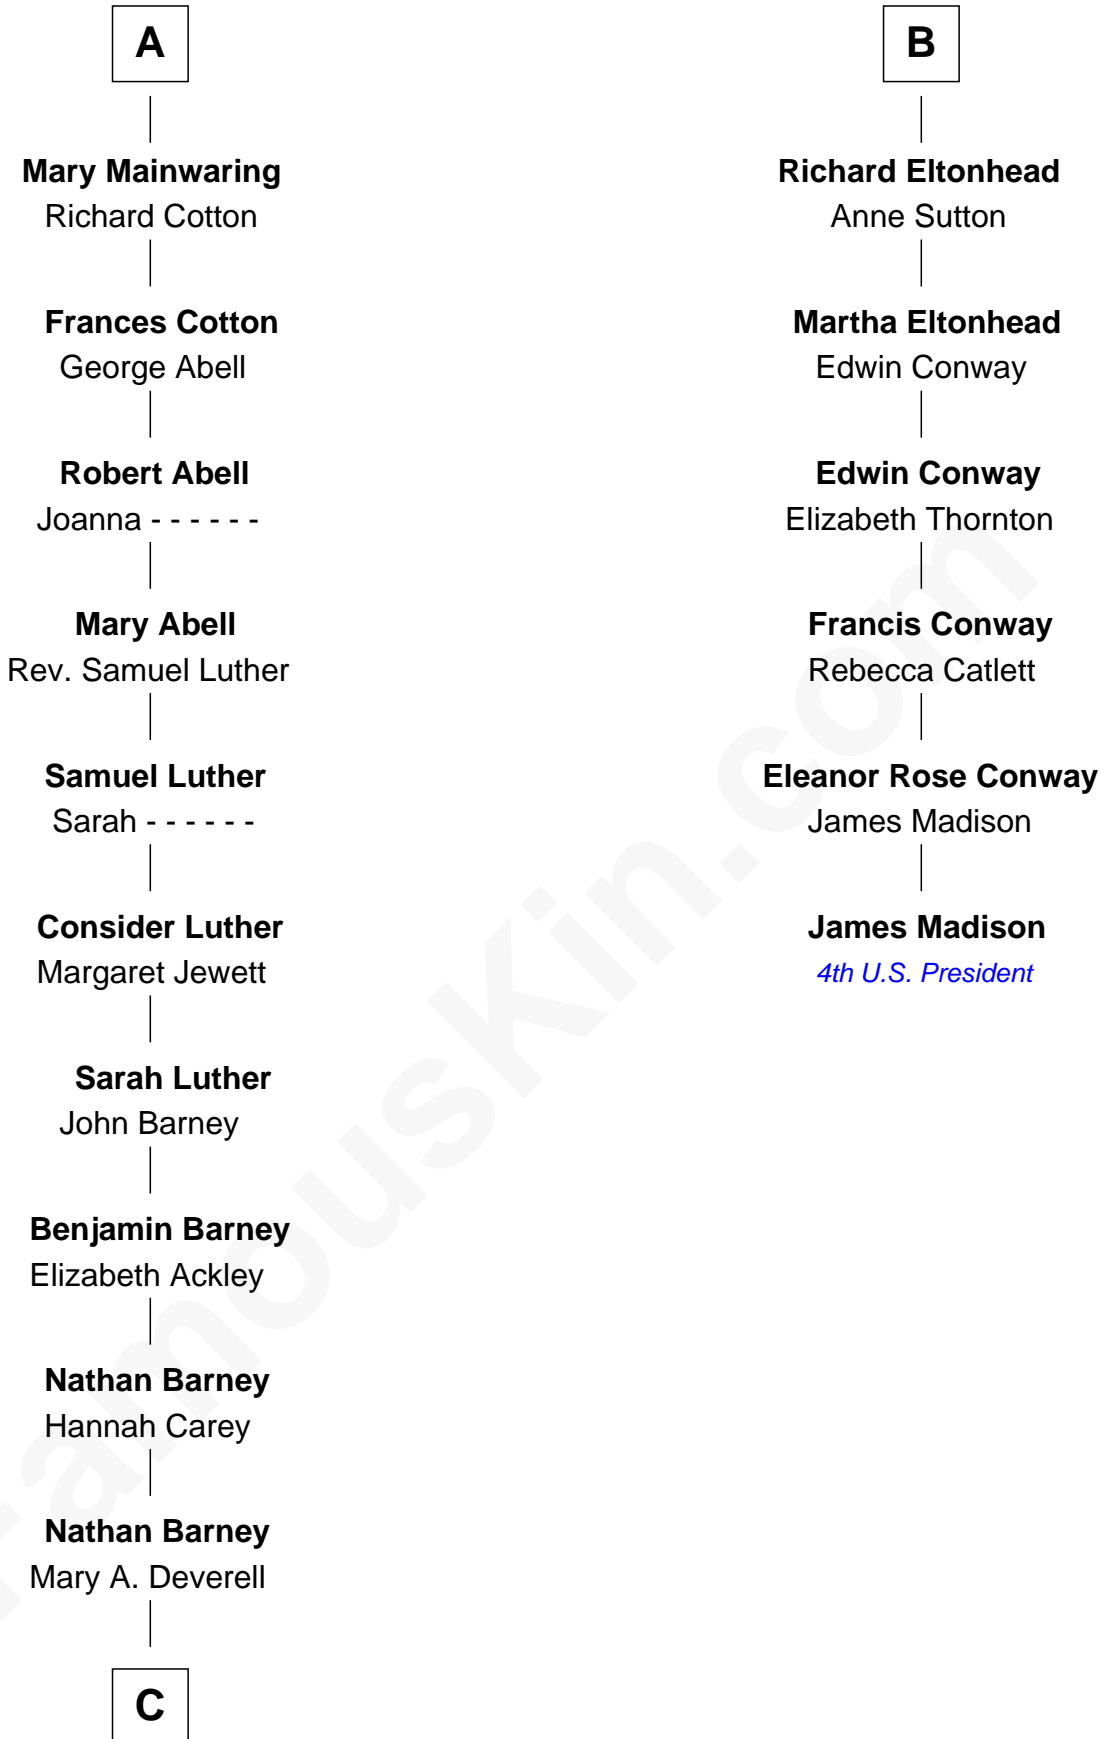 A
Mary Mainwaring
Richard Cotton
Frances Cotton
George Abell
Robert Abell
Joanna - - - - - -
Mary Abell
Rev. Samuel Luther
Samuel Luther
Sarah - - - - - -
Consider Luther
Margaret Jewett
Sarah Luther
John Barney
Benjamin Barney
Elizabeth Ackley
Nathan Barney
Hannah Carey
Nathan Barney
Mary A. Deverell
C
B
Richard Eltonhead
Anne Sutton
Martha Eltonhead
Edwin Conway
Edwin Conway
Elizabeth Thornton
Francis Conway
Rebecca Catlett
Eleanor Rose Conway
James Madison
James Madison
4th U.S. President
FamousKin.com